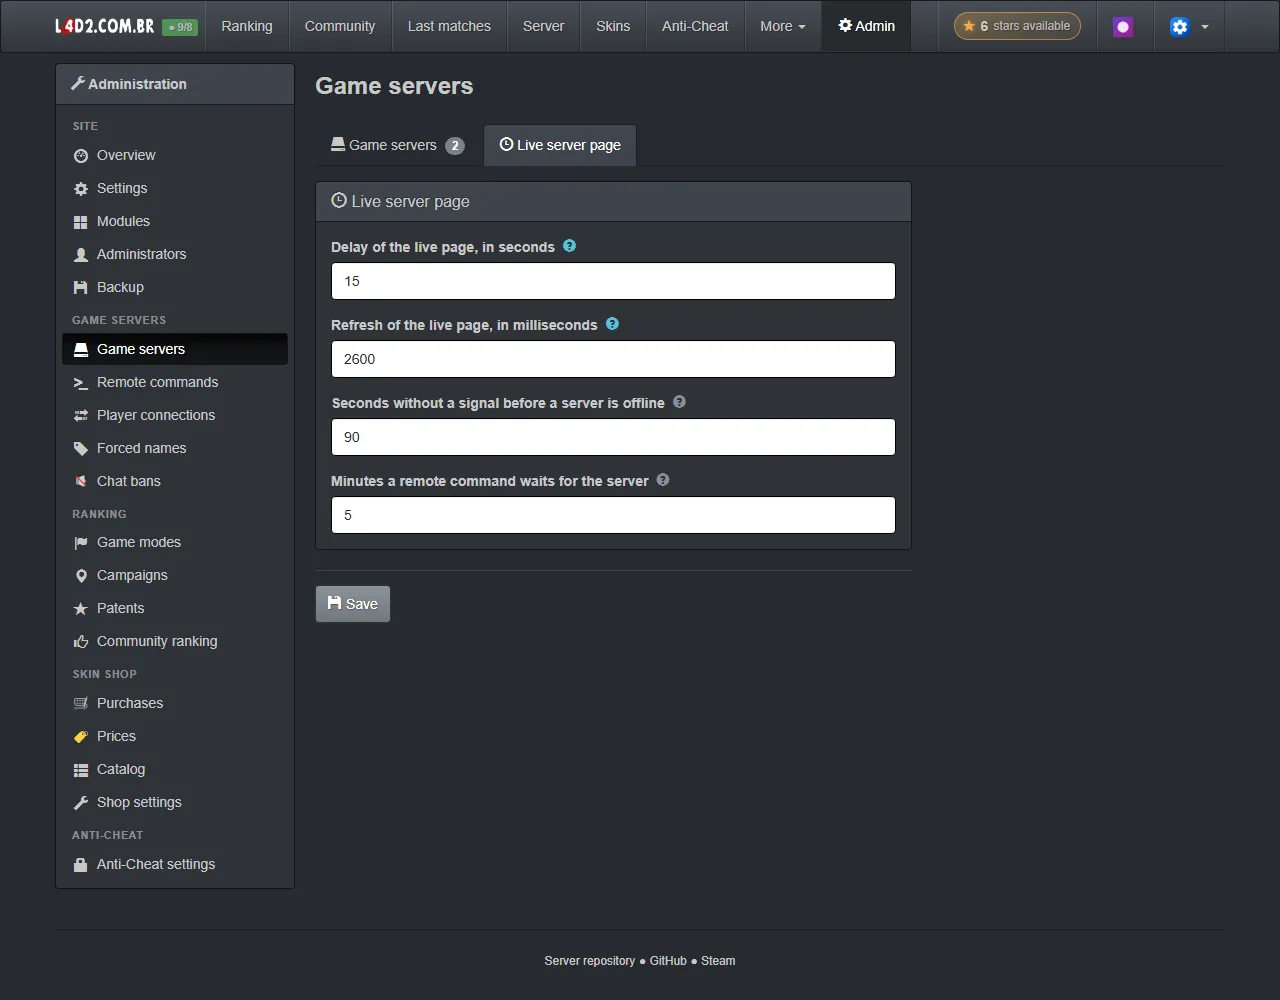 L4D2.COM.BR
9/8
Ranking
Community
Last matches
Server
Skins
Anti-Cheat
More
Admin
6 stars available
Administration
SITE
Overview
Settings
Modules
Administrators
Backup
GAME SERVERS
Game servers
Remote commands
Player connections
Forced names
Chat bans
RANKING
Game modes
Campaigns
Patents
Community ranking
SKIN SHOP
Purchases
Prices
Catalog
Shop settings
ANTI-CHEAT
Anti-Cheat settings
Game servers
Game servers 2
Live server page
Live server page
Delay of the live page, in seconds ?
15
Refresh of the live page, in milliseconds ?
2600
Seconds without a signal before a server is offline ?
90
Minutes a remote command waits for the server ?
5
Save
Server repository ● GitHub ● Steam